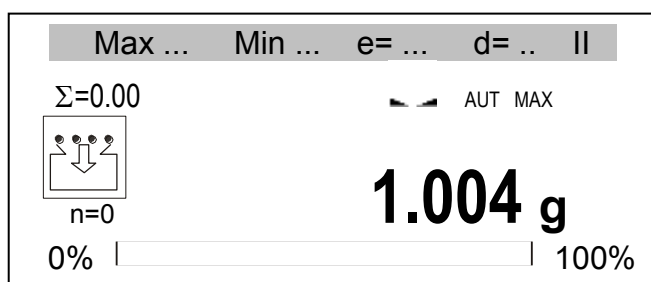 Max ... Min ... e= ... d= .. II
Σ=0.00 AUT MAX
1.004 g
n=0
0% 100%